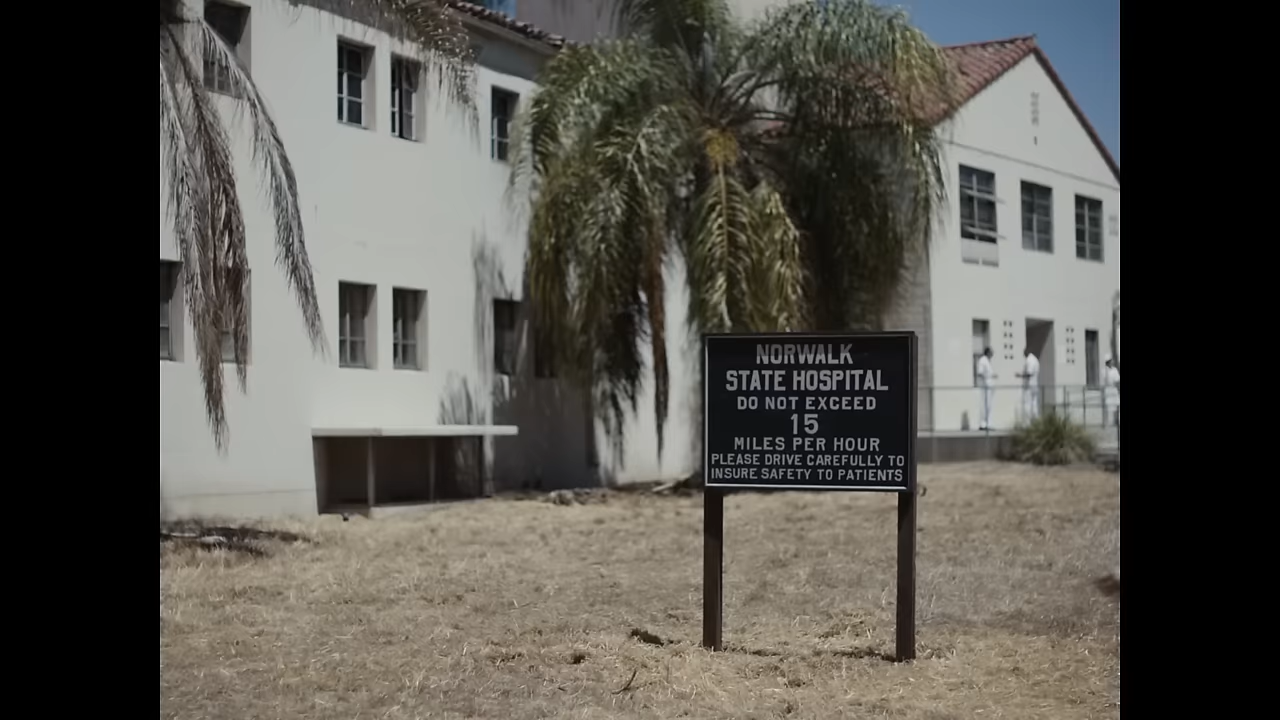 NORWALK
STATE HOSPITAL
DO NOT EXCEED
15
MILES PER HOUR
PLEASE DRIVE CAREFULLY TO
INSURE SAFETY TO PATIENTS